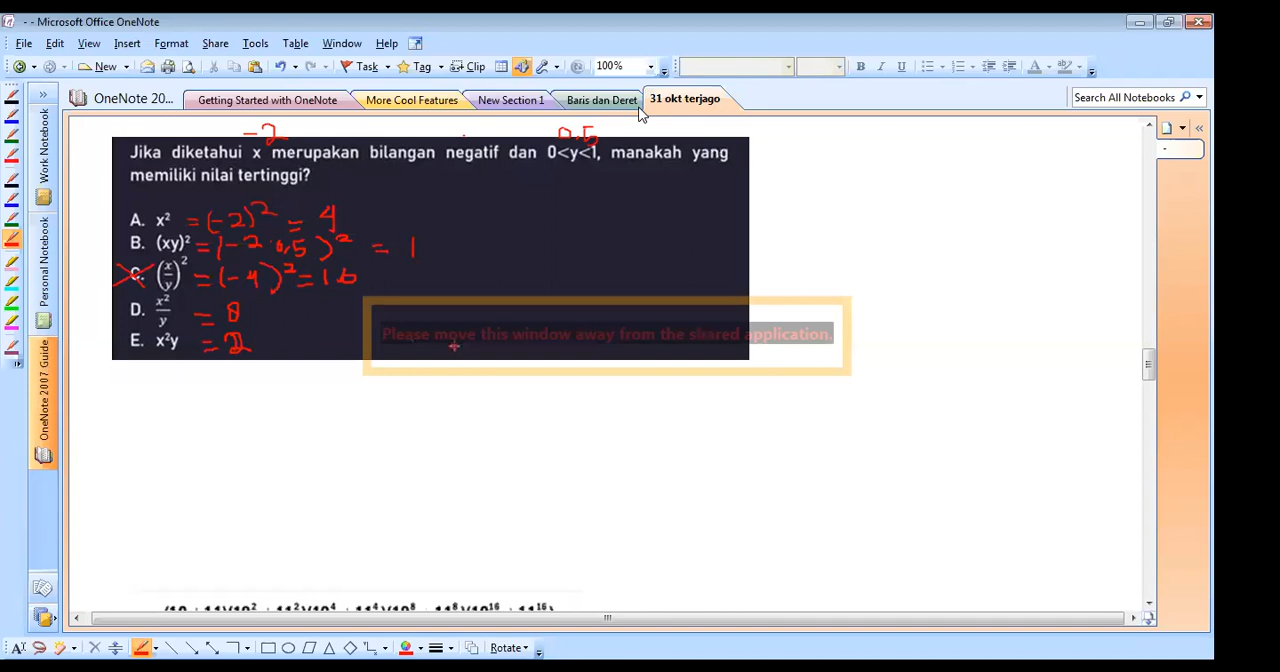 - - Microsoft Office OneNote
File Edit View Insert Format Share Tools Table Window Help
New Task Tag Clip 100%
OneNote 20... Getting Started with OneNote More Cool Features New Section 1 Baris dan Deret 31 okt terjago Search All Notebooks
Work Notebook
Personal Notebook
OneNote 2007 Guide
-2 0.5
Jika diketahui x merupakan bilangan negatif dan 0<y<1, manakah yang
memiliki nilai tertinggi?
A. x² = (-2)² = 4
B. (xy)² = (-2 · 0,5)² = 1
C. (x/y)² = (-4)² = 16
D. x²/y = 8
E. x²y = 2
Please move this window away from the shared application.
Rotate